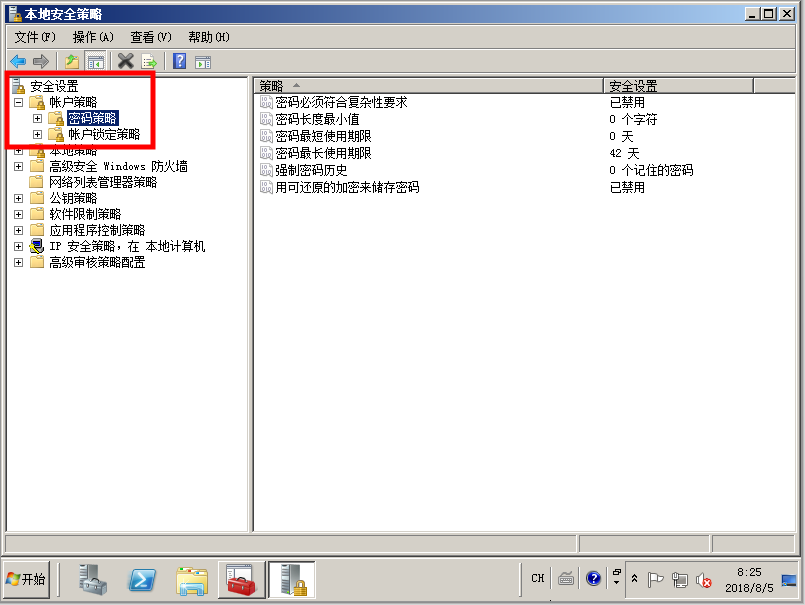 本地安全策略
文件(F) 操作(A) 查看(V) 帮助(H)
安全设置
帐户策略
密码策略
帐户锁定策略
本地策略
高级安全 Windows 防火墙
网络列表管理器策略
公钥策略
软件限制策略
应用程序控制策略
IP 安全策略，在 本地计算机
高级审核策略配置
策略 安全设置
密码必须符合复杂性要求 已禁用
密码长度最小值 0 个字符
密码最短使用期限 0 天
密码最长使用期限 42 天
强制密码历史 0 个记住的密码
用可还原的加密来储存密码 已禁用
开始
CH
8:25
2018/8/5